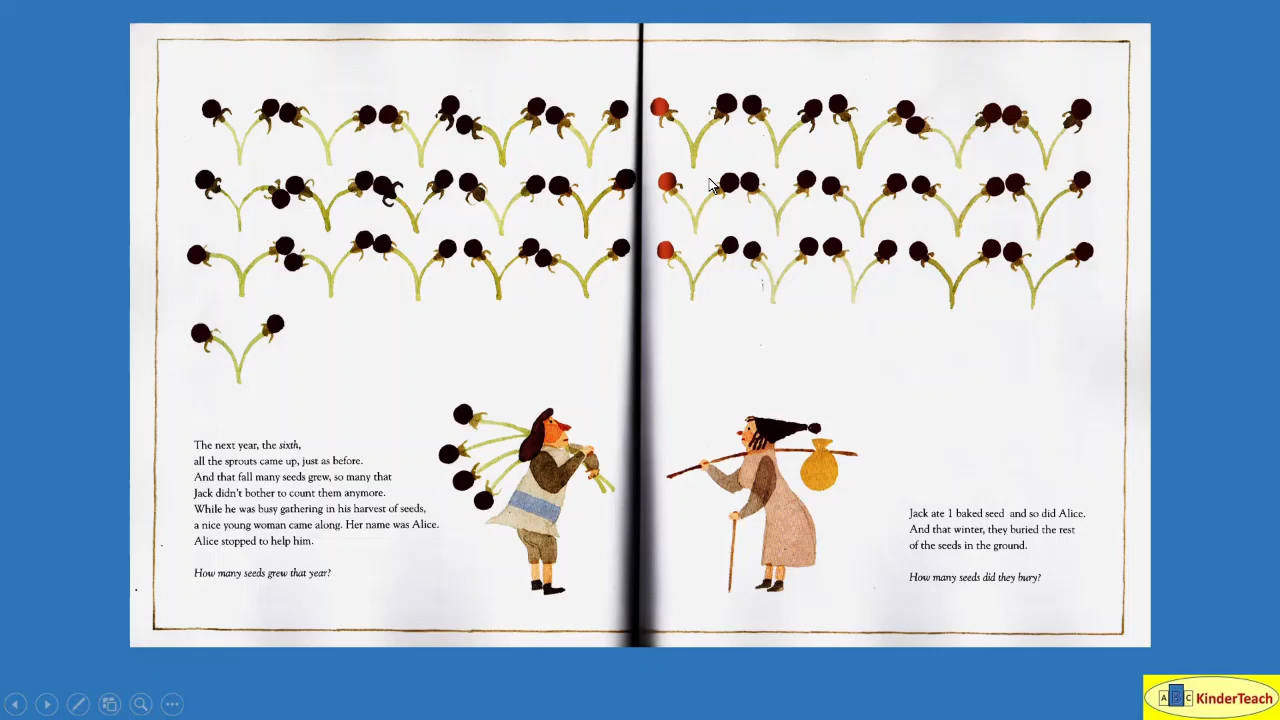 The next year, the sixth,
all the sprouts came up, just as before.
And that fall many seeds grew, so many that
Jack didn't bother to count them anymore.
While he was busy gathering in his harvest of seeds,
a nice young woman came along. Her name was Alice.
Alice stopped to help him.
How many seeds grew that year?
Jack ate 1 baked seed and so did Alice.
And that winter, they buried the rest
of the seeds in the ground.
How many seeds did they bury?
A B C KinderTeach